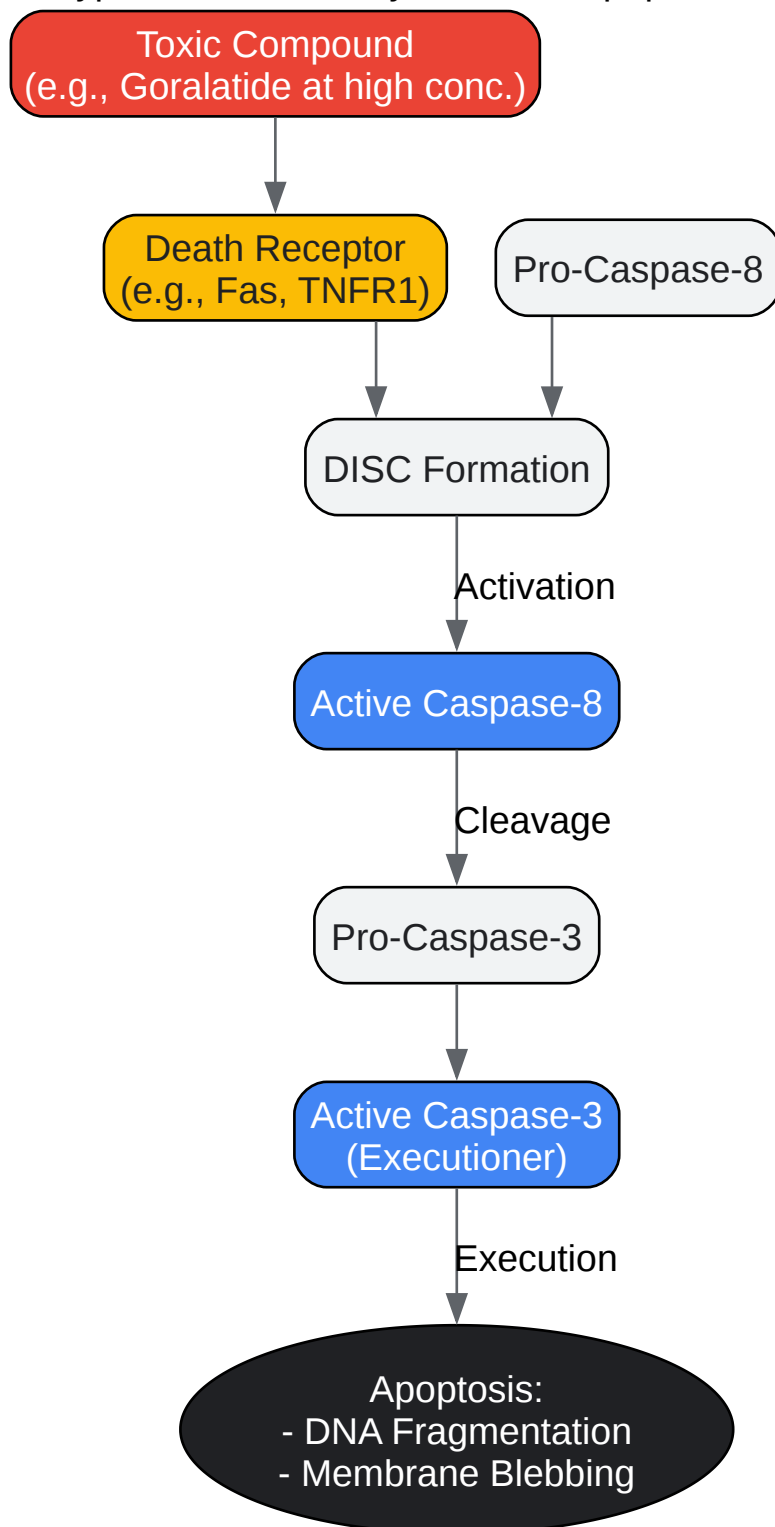 Toxic Compound
(e.g., Goralatide at high conc.)
Death Receptor
(e.g., Fas, TNFR1)
Pro-Caspase-8
DISC Formation
Activation
Active Caspase-8
Cleavage
Pro-Caspase-3
Active Caspase-3
(Executioner)
Execution
Apoptosis:
- DNA Fragmentation
- Membrane Blebbing